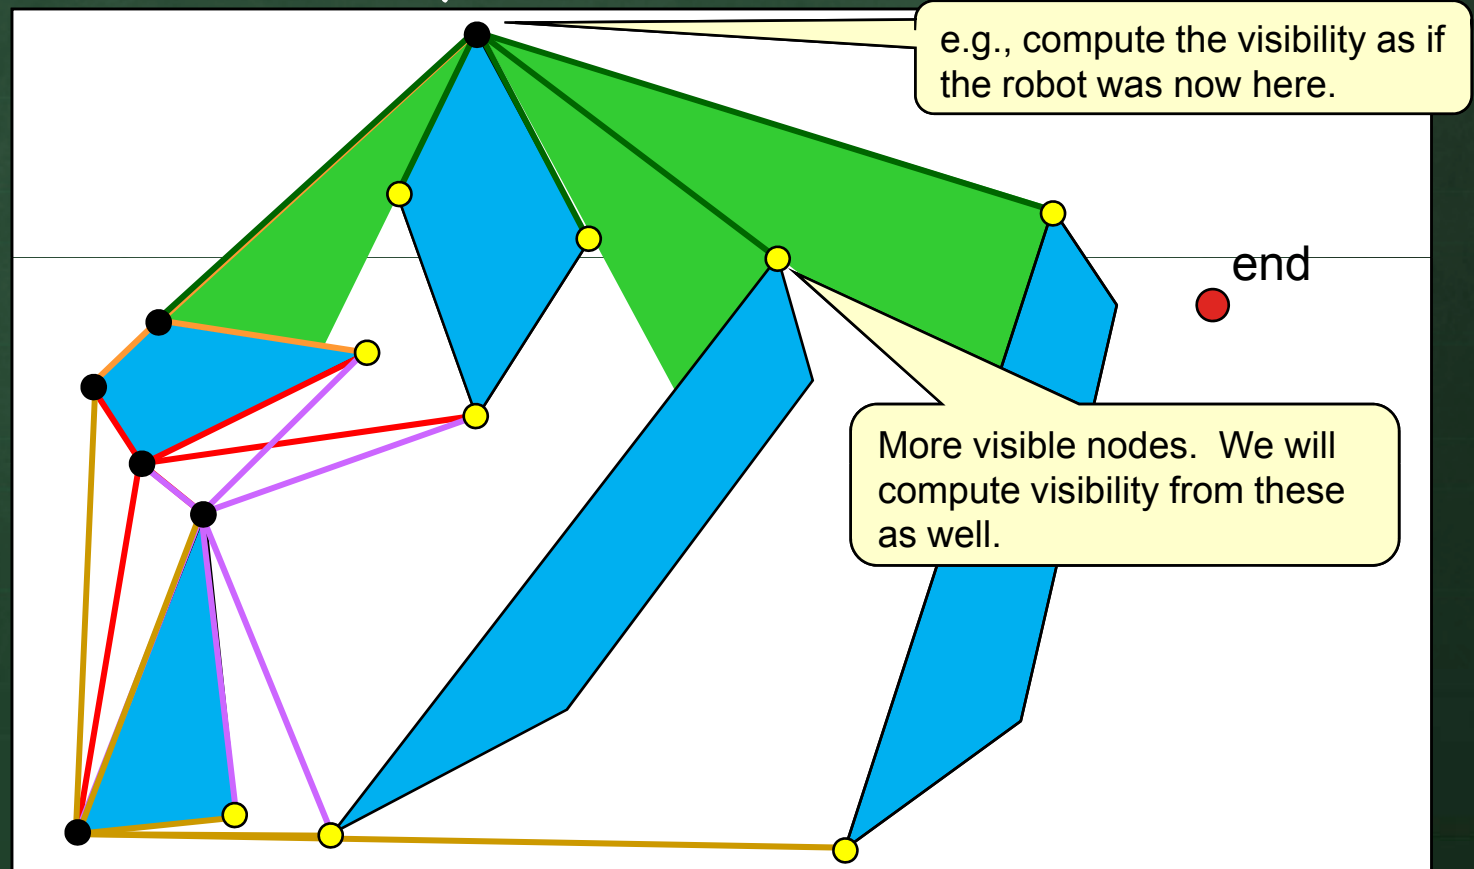 e.g., compute the visibility as if
the robot was now here.
end
More visible nodes.  We will
compute visibility from these
as well.